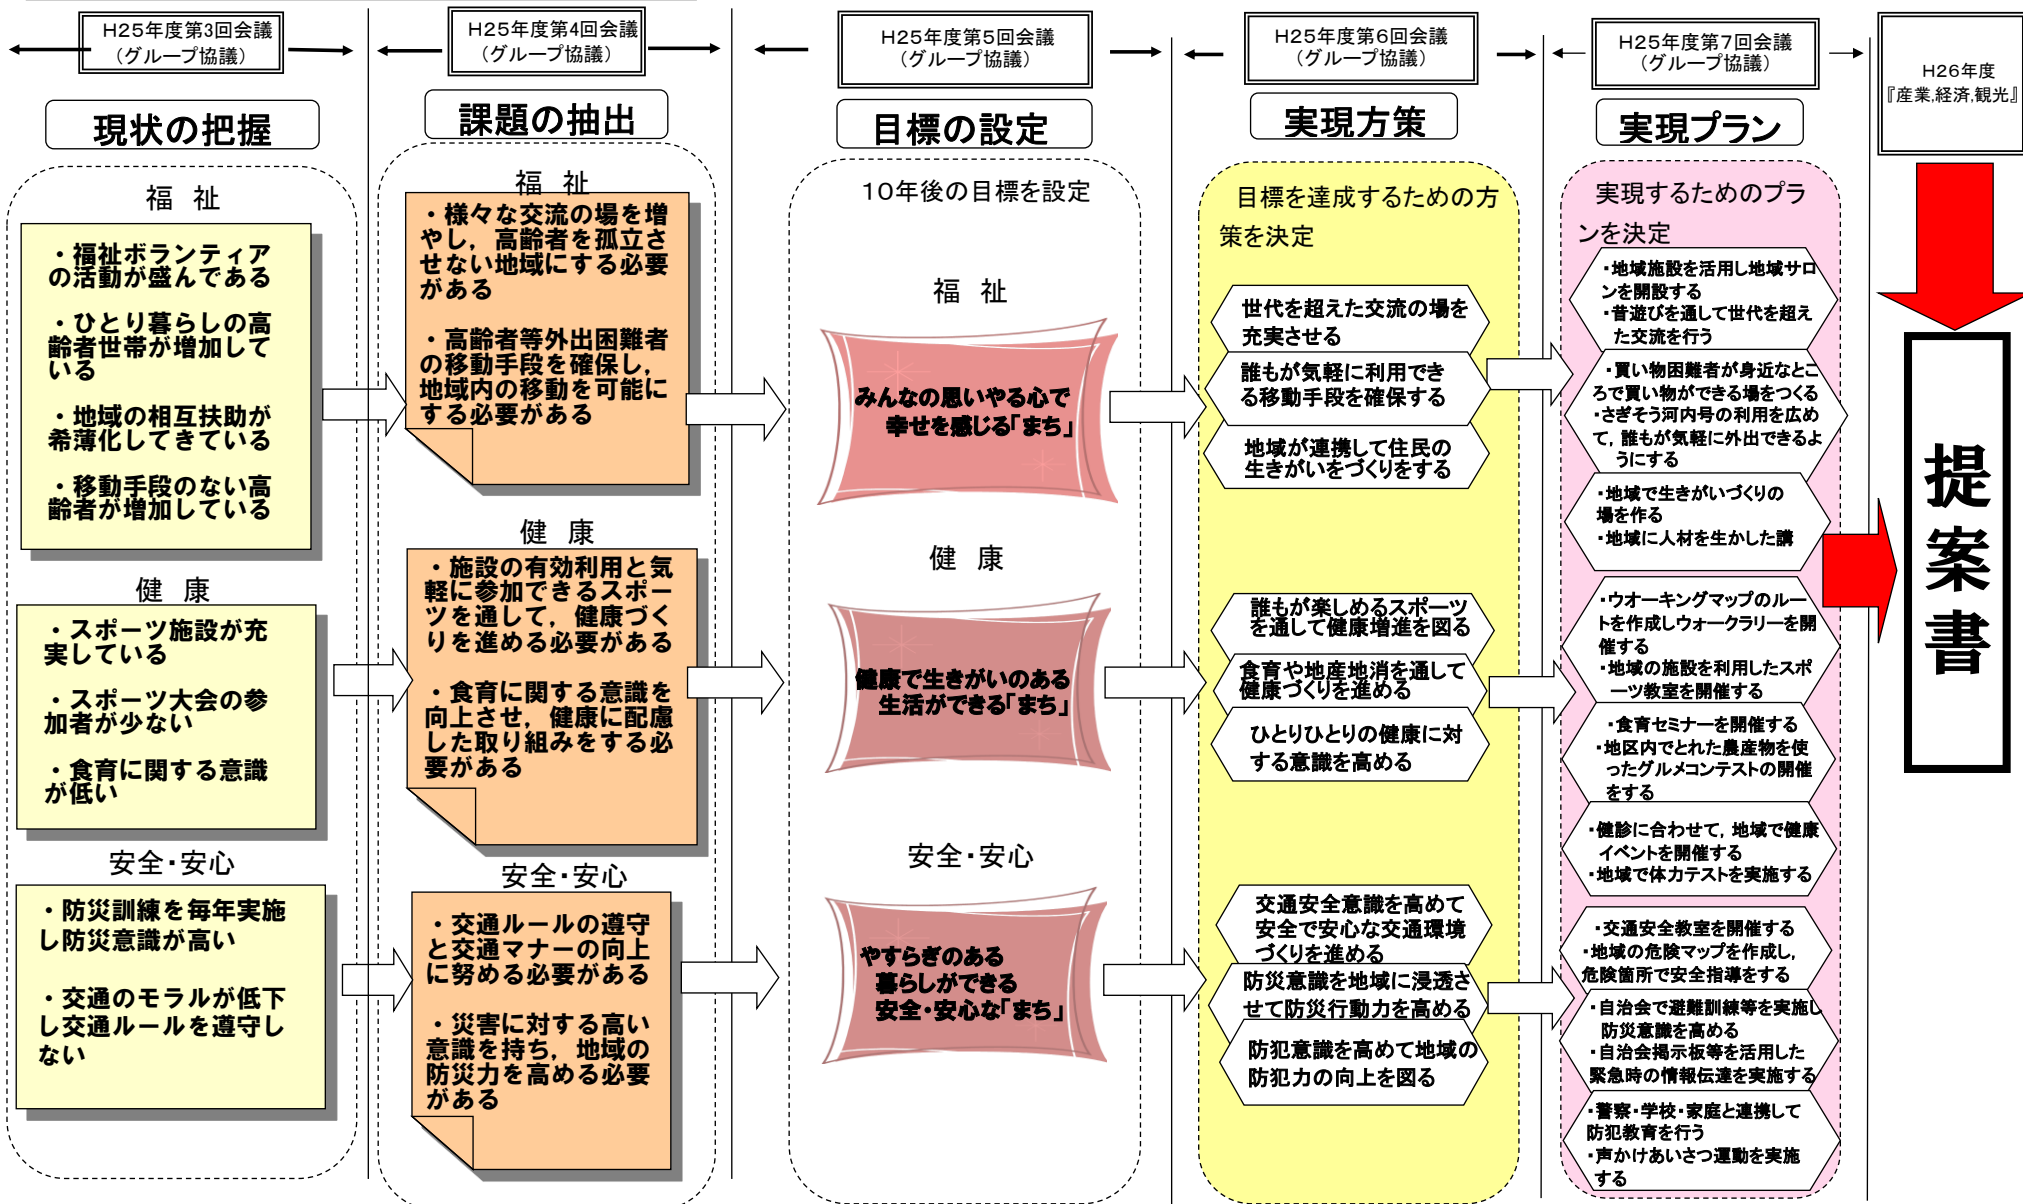 H25年度第3回会議
(グループ協議)
現状の把握
福 祉
・福祉ボランティア
の活動が盛んである
・ひとり暮らしの高
齢者世帯が増加して
いる
・地域の相互扶助が
希薄化してきている
・移動手段のない高
齢者が増加している
健 康
・スポーツ施設が充
実している
・スポーツ大会の参
加者が少ない
・食育に関する意識
が低い
安全・安心
・防災訓練を毎年実施
し防災意識が高い
・交通のモラルが低下
し交通ルールを遵守し
ない
H25年度第4回会議
(グループ協議)
課題の抽出
福 祉
・様々な交流の場を増
やし，高齢者を孤立さ
せない地域にする必要
がある
・高齢者等外出困難者
の移動手段を確保し，
地域内の移動を可能に
する必要がある
健 康
・施設の有効利用と気
軽に参加できるスポー
ツを通して，健康づく
りを進める必要がある
・食育に関する意識を
向上させ，健康に配慮
した取り組みをする必
要がある
安全・安心
・交通ルールの遵守
と交通マナーの向上
に努める必要がある
・災害に対する高い
意識を持ち，地域の
防災力を高める必要
がある
H25年度第5回会議
(グループ協議)
目標の設定
10年後の目標を設定
福 祉
みんなの思いやる心で
幸せを感じる「まち」
健 康
健康で生きがいのある
生活ができる「まち」
安全・安心
やすらぎのある
暮らしができる
安全・安心な「まち」
H25年度第6回会議
(グループ協議)
実現方策
目標を達成するための方
策を決定
世代を超えた交流の場を
充実させる
誰もが気軽に利用でき
る移動手段を確保する
地域が連携して住民の
生きがいをづくりをする
誰もが楽しめるスポーツ
を通して健康増進を図る
食育や地産地消を通して
健康づくりを進める
ひとりひとりの健康に対
する意識を高める
交通安全意識を高めて
安全で安心な交通環境
づくりを進める
防災意識を地域に浸透さ
せて防災行動力を高める
防犯意識を高めて地域の
防犯力の向上を図る
H25年度第7回会議
(グループ協議)
実現プラン
実現するためのプラ
ンを決定
・地域施設を活用し地域サロ
ンを開設する
・昔遊びを通して世代を超え
た交流を行う
・買い物困難者が身近なとこ
ろで買い物ができる場をつくる
・さぎそう河内号の利用を広め
て，誰もが気軽に外出できるよ
うにする
・地域で生きがいづくりの
場を作る
・地域に人材を生かした講
・ウオーキングマップのルー
トを作成しウォークラリーを開
催する
・地域の施設を利用したスポ
ーツ教室を開催する
・食育セミナーを開催する
・地区内でとれた農産物を使
ったグルメコンテストの開催
をする
・健診に合わせて，地域で健康
イベントを開催する
・地域で体力テストを実施する
・交通安全教室を開催する
・地域の危険マップを作成し，
危険箇所で安全指導をする
・自治会で避難訓練等を実施し
防災意識を高める
・自治会掲示板等を活用した
緊急時の情報伝達を実施する
・警察・学校・家庭と連携して
防犯教育を行う
・声かけあいさつ運動を実施
する
H26年度
『産業,経済,観光』
提案書